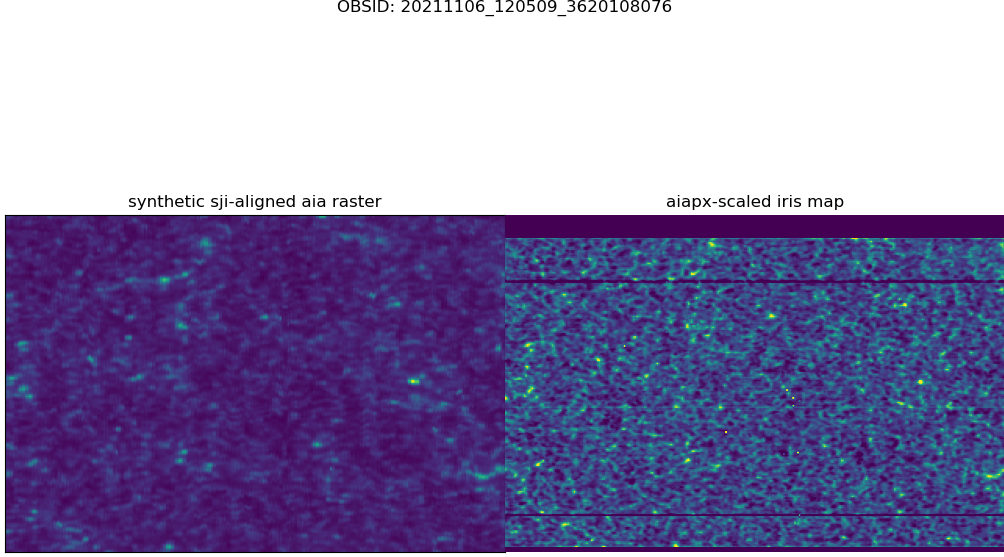 OBSID: 20211106_120509_3620108076
synthetic sji-aligned aia raster
aiapx-scaled iris map